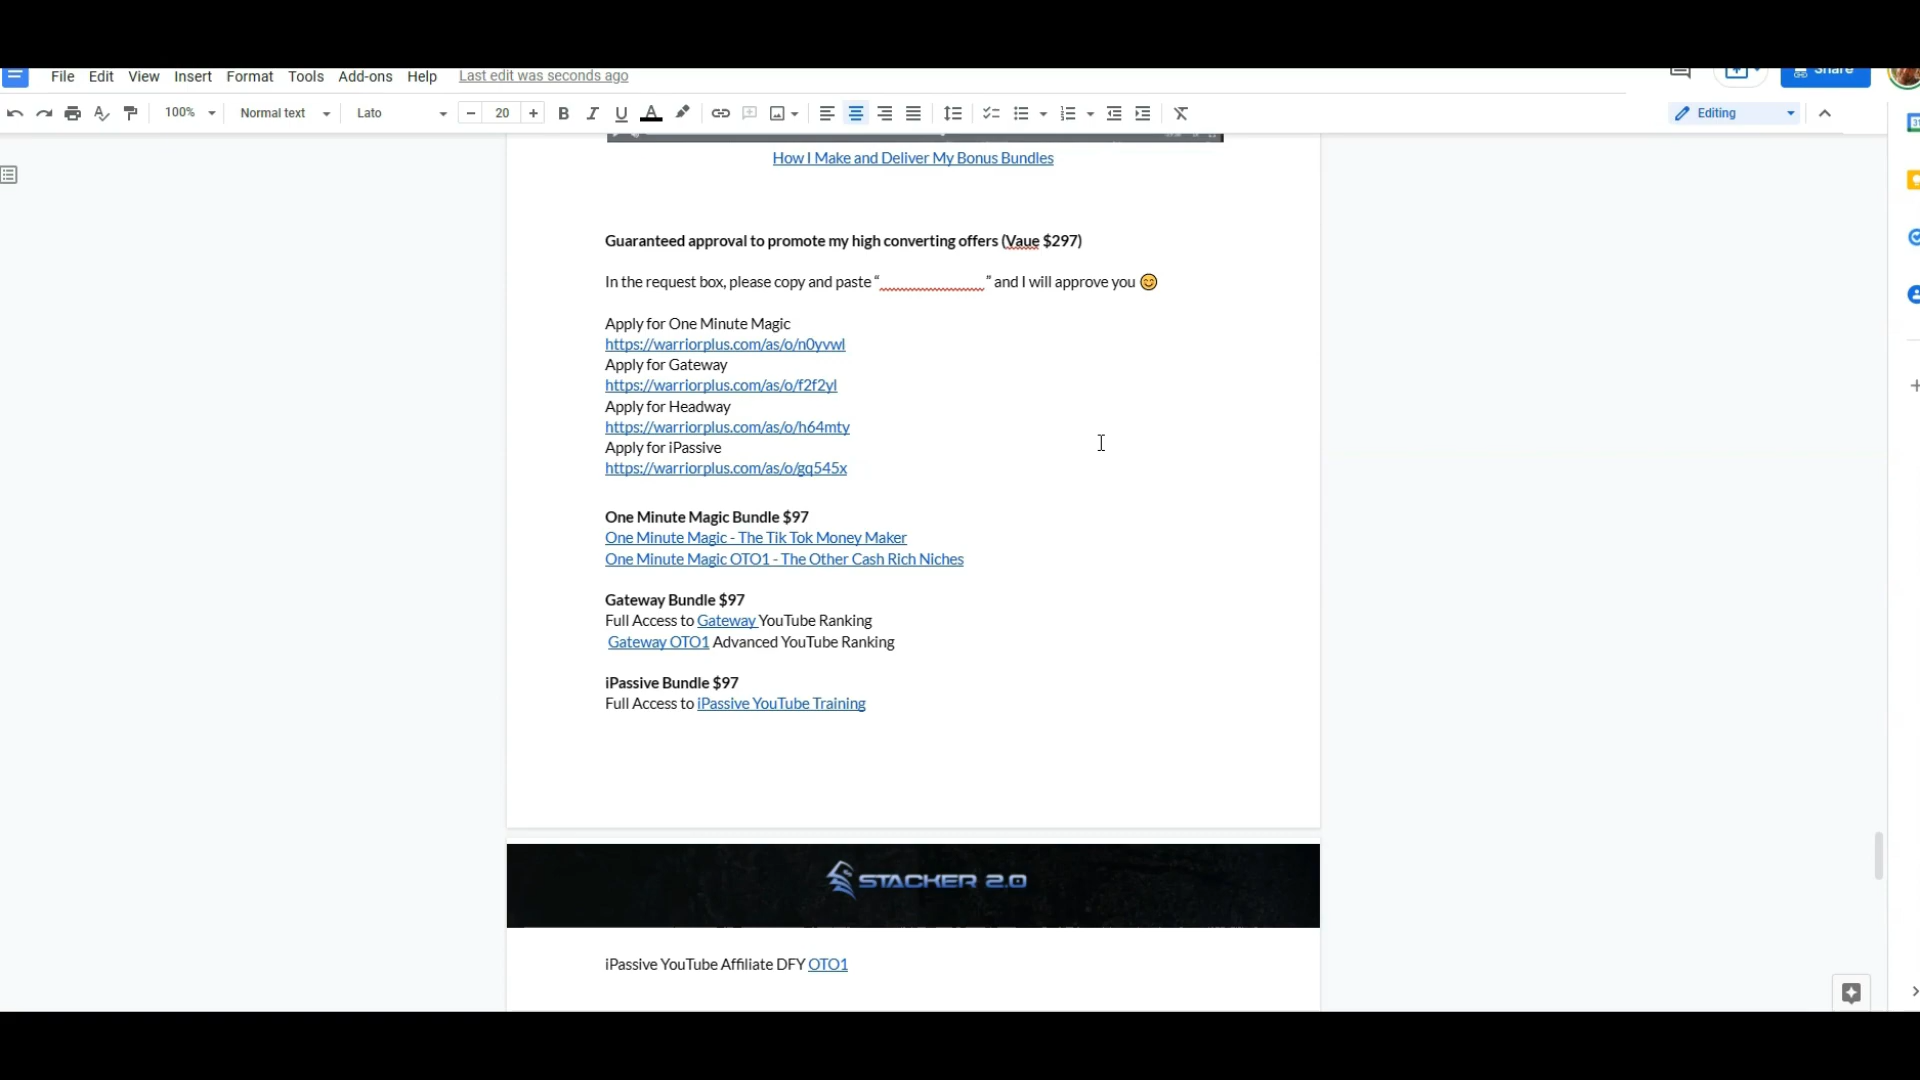 File Edit View Insert Format Tools Add-ons Help Last edit was seconds ago
Share
100% Normal text Lato 20 Editing
How I Make and Deliver My Bonus Bundles
Guaranteed approval to promote my high converting offers (Vaue $297)
In the request box, please copy and paste “ ” and I will approve you 😊
Apply for One Minute Magic
https://warriorplus.com/as/o/n0yvwl
Apply for Gateway
https://warriorplus.com/as/o/f2f2yl
Apply for Headway
https://warriorplus.com/as/o/h64mty
Apply for iPassive
https://warriorplus.com/as/o/gq545x
One Minute Magic Bundle $97
One Minute Magic - The Tik Tok Money Maker
One Minute Magic OTO1 - The Other Cash Rich Niches
Gateway Bundle $97
Full Access to Gateway YouTube Ranking
Gateway OTO1 Advanced YouTube Ranking
iPassive Bundle $97
Full Access to iPassive YouTube Training
STACKER 2.0
iPassive YouTube Affiliate DFY OTO1